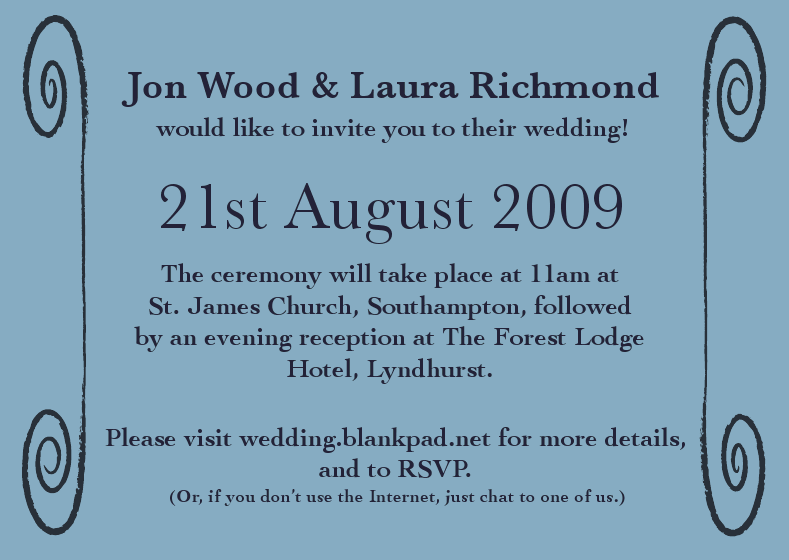 Jon Wood & Laura Richmond
would like to invite you to their wedding!
21st August 2009
The ceremony will take place at 11am at
St. James Church, Southampton, followed
by an evening reception at The Forest Lodge
Hotel, Lyndhurst.
Please visit wedding.blankpad.net for more details,
and to RSVP.
(Or, if you don't use the Internet, just chat to one of us.)